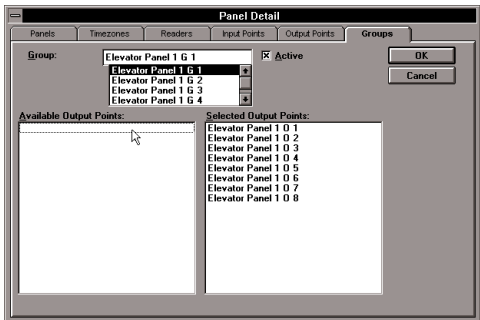 Panel Detail
Panels Timezones Readers Input Points Output Points Groups
Group: Elevator Panel 1 G 1 Active OK
Elevator Panel 1 G 1
Elevator Panel 1 G 2
Elevator Panel 1 G 3
Elevator Panel 1 G 4
Cancel
Available Output Points: Selected Output Points:
Elevator Panel 1 O 1
Elevator Panel 1 O 2
Elevator Panel 1 O 3
Elevator Panel 1 O 4
Elevator Panel 1 O 5
Elevator Panel 1 O 6
Elevator Panel 1 O 7
Elevator Panel 1 O 8